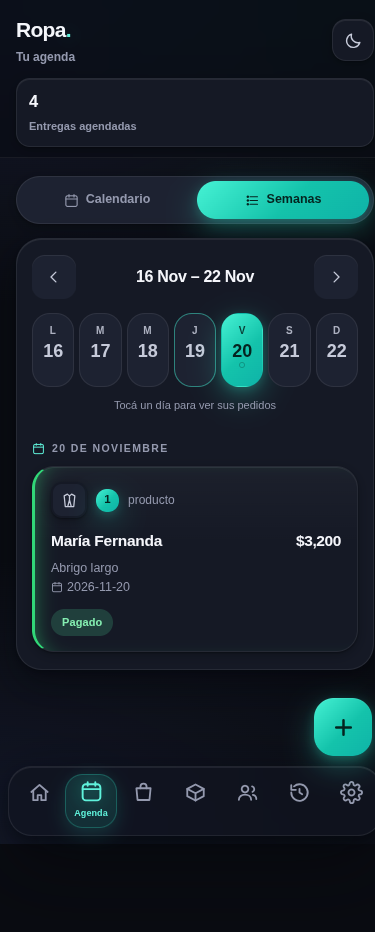 Ropa.
Tu agenda
4
Entregas agendadas
Calendario
Semanas
16 Nov – 22 Nov
L M M J V S D
16 17 18 19 20 21 22
Tocá un día para ver sus pedidos
20 DE NOVIEMBRE
1 producto
María Fernanda $3,200
Abrigo largo
2026-11-20
Pagado
Agenda